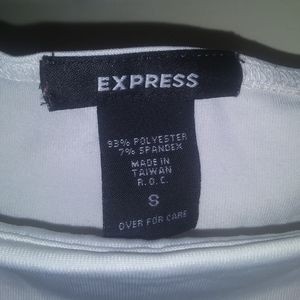 EXPRESS
93% POLYESTER
7% SPANDEX
MADE IN
TAIWAN
R.O.C.
S
OVER FOR CARE